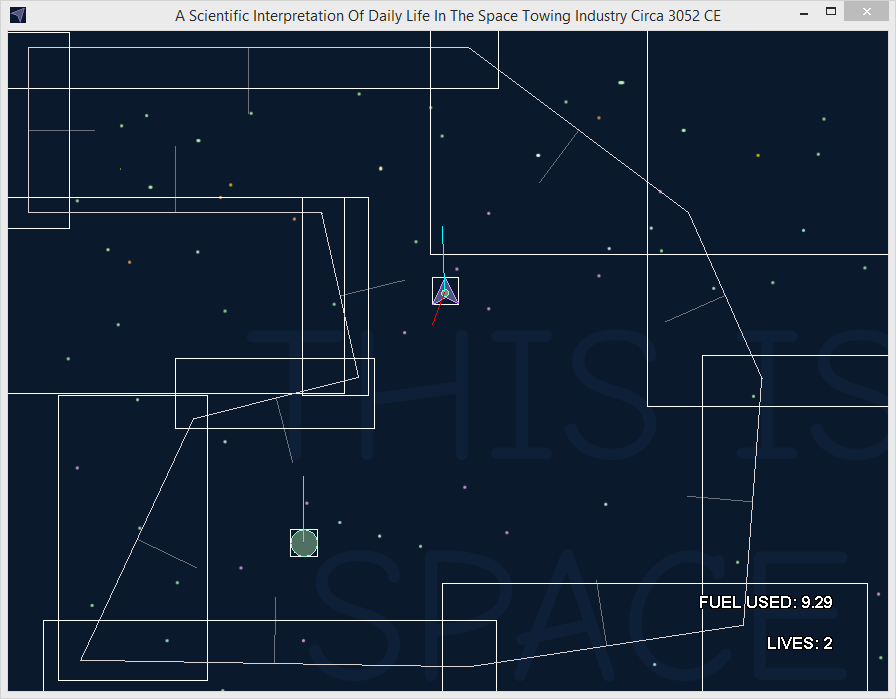 A Scientific Interpretation Of Daily Life In The Space Towing Industry Circa 3052 CE
THIS IS
SPACE
FUEL USED: 9.29
LIVES: 2